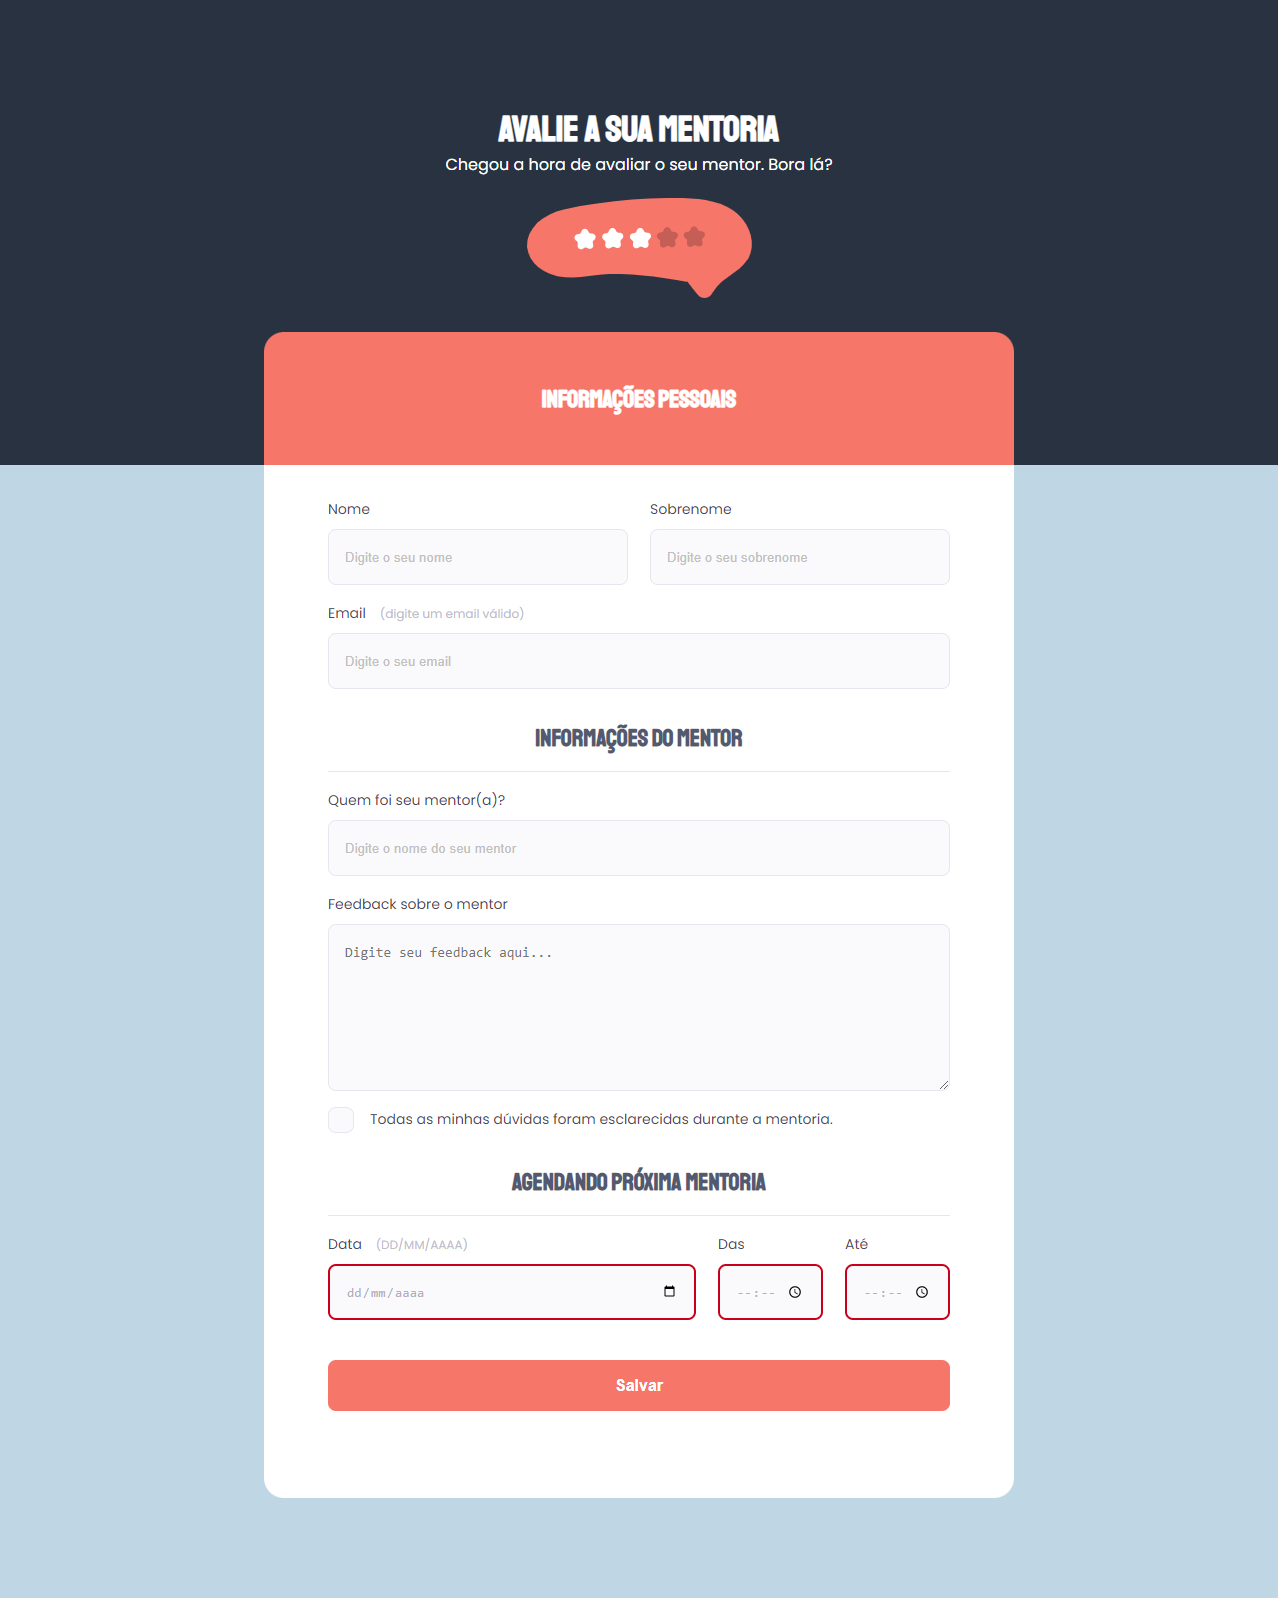 AVALIE A SUA MENTORIA
Chegou a hora de avaliar o seu mentor. Bora lá?
INFORMAÇÕES PESSOAIS
Nome
Sobrenome
Digite o seu nome
Digite o seu sobrenome
Email (digite um email válido)
Digite o seu email
INFORMAÇÕES DO MENTOR
Quem foi seu mentor(a)?
Digite o nome do seu mentor
Feedback sobre o mentor
Digite seu feedback aqui...
Todas as minhas dúvidas foram esclarecidas durante a mentoria.
AGENDANDO PRÓXIMA MENTORIA
Data (DD/MM/AAAA)
Das
Até
dd/mm/aaaa
--:--
--:--
Salvar